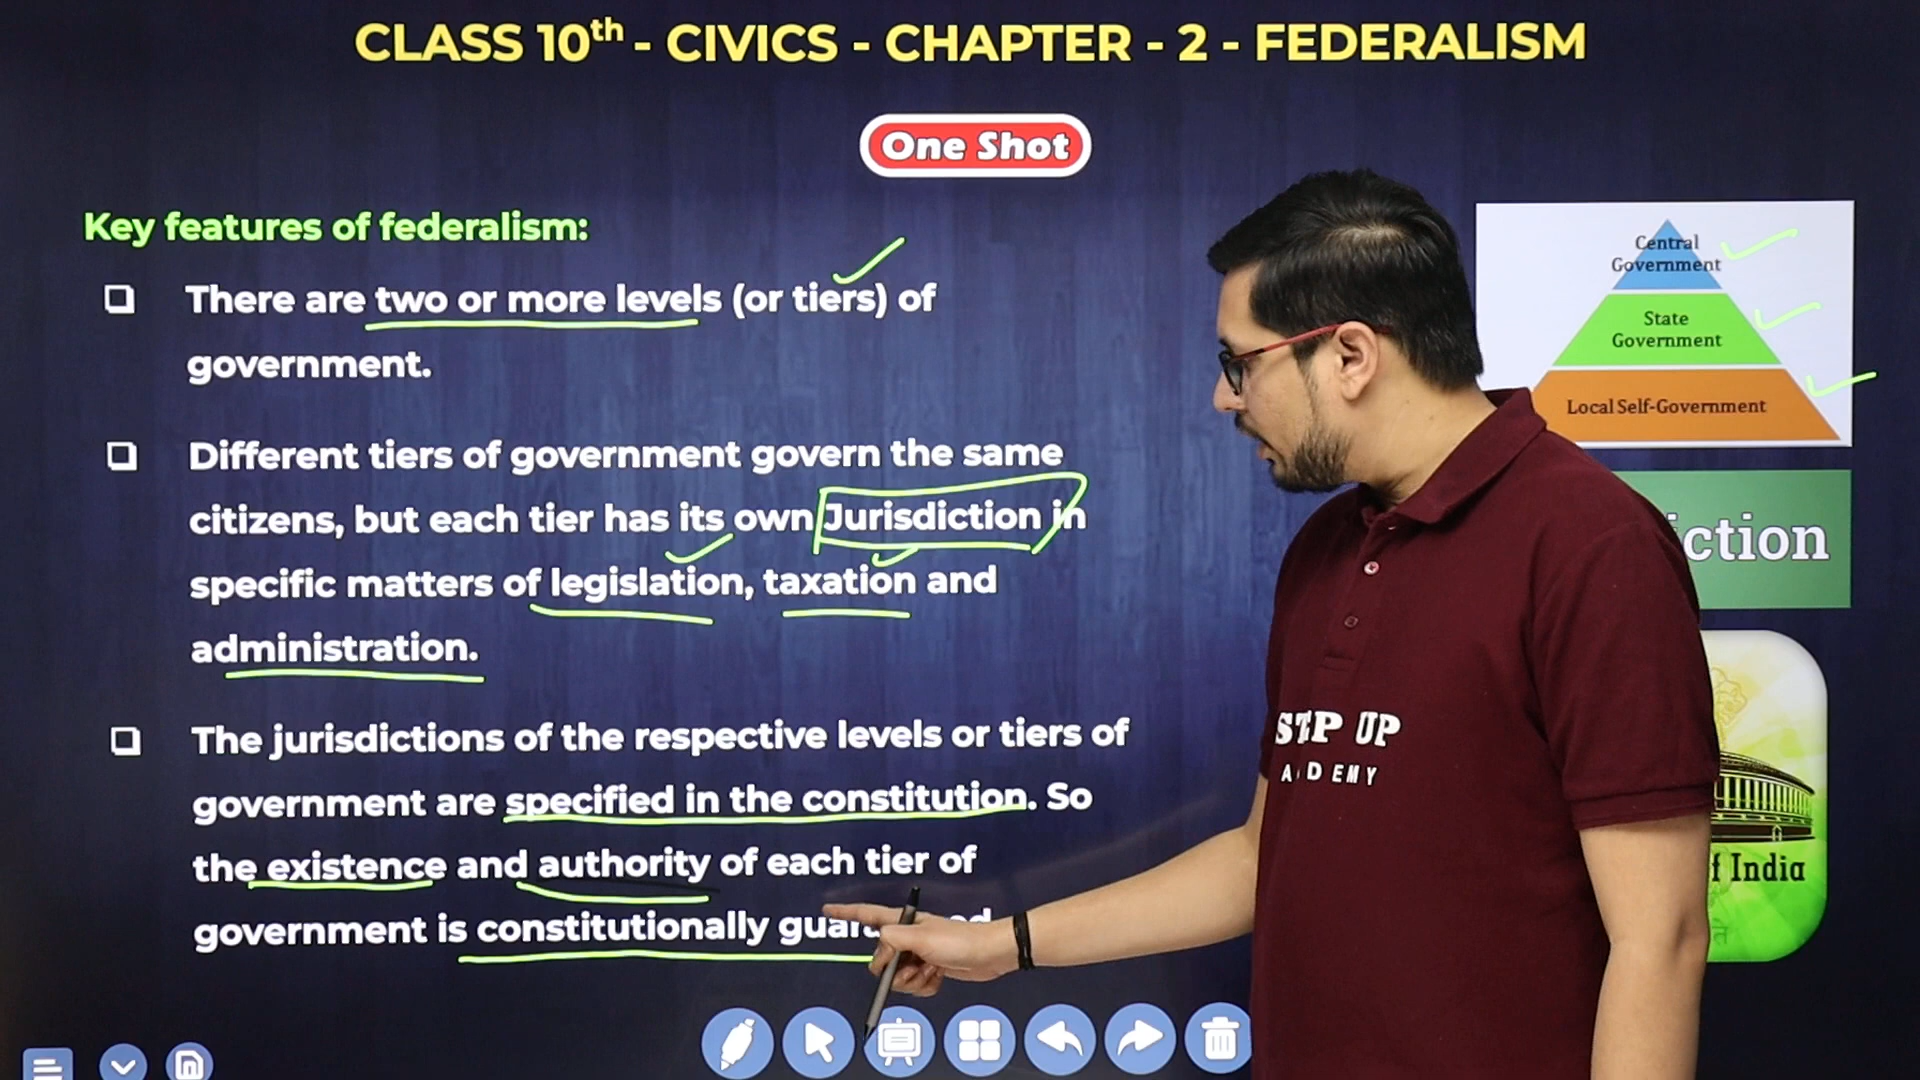 CLASS 10th - CIVICS - CHAPTER - 2 - FEDERALISM
One Shot
Key features of federalism:
There are two or more levels (or tiers) of
government.
Different tiers of government govern the same
citizens, but each tier has its own Jurisdiction in
specific matters of legislation, taxation and
administration.
The jurisdictions of the respective levels or tiers of
government are specified in the constitution. So
the existence and authority of each tier of
government is constitutionally
Central
Government
State
Government
Local Self-Government
STEP UP
India